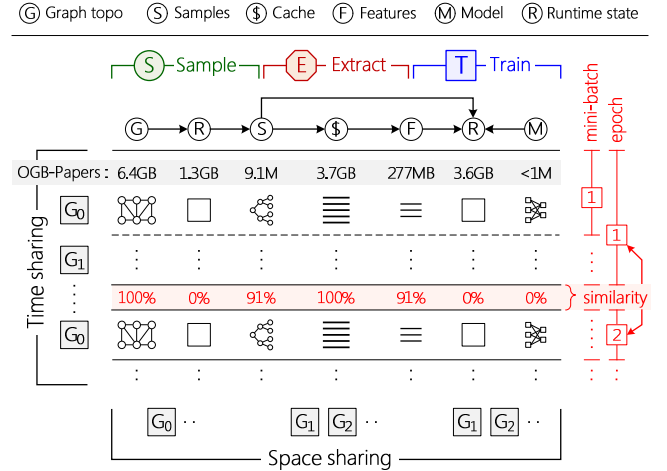 G Graph topo S Samples $ Cache F Features M Model R Runtime state
S Sample E Extract T Train
mini-batch
epoch
G R S $ F R M
OGB-Papers : 6.4GB 1.3GB 9.1M 3.7GB 277MB 3.6GB <1M
Time sharing
G0
1
1
G1
100% 0% 91% 100% 91% 0% 0% similarity
G0
2
G0 ·· G1 G2 ·· G1 G2 ··
Space sharing